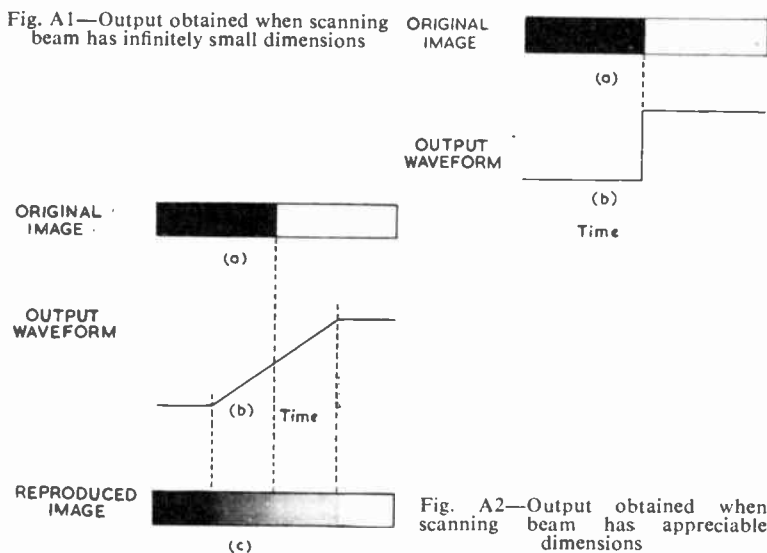 Fig. A1—Output obtained when scanning
beam has infinitely small dimensions
ORIGINAL
IMAGE
(a)
OUTPUT
WAVEFORM
(b)
Time
ORIGINAL
IMAGE
(a)
OUTPUT
WAVEFORM
(b)
Time
REPRODUCED
IMAGE
(c)
Fig. A2—Output obtained when
scanning beam has appreciable
dimensions